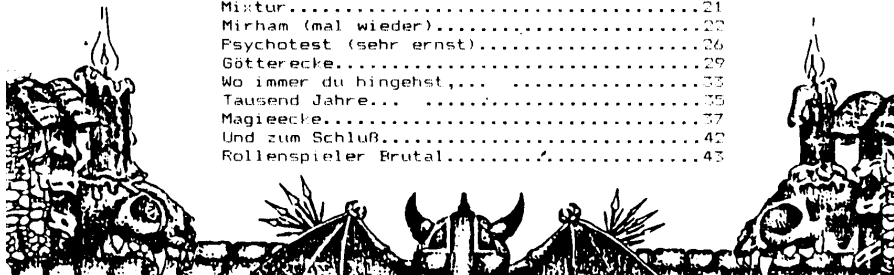 Mixtur...................................21
Mirham (mal wieder)......................22
Psychotest (sehr ernst)..................26
Götterecke...............................29
Wo immer du hingehst,... ................33
Tausend Jahre... ........................35
Magieecke................................37
Und zum Schluß...........................42
Rollenspieler Brutal.....................43